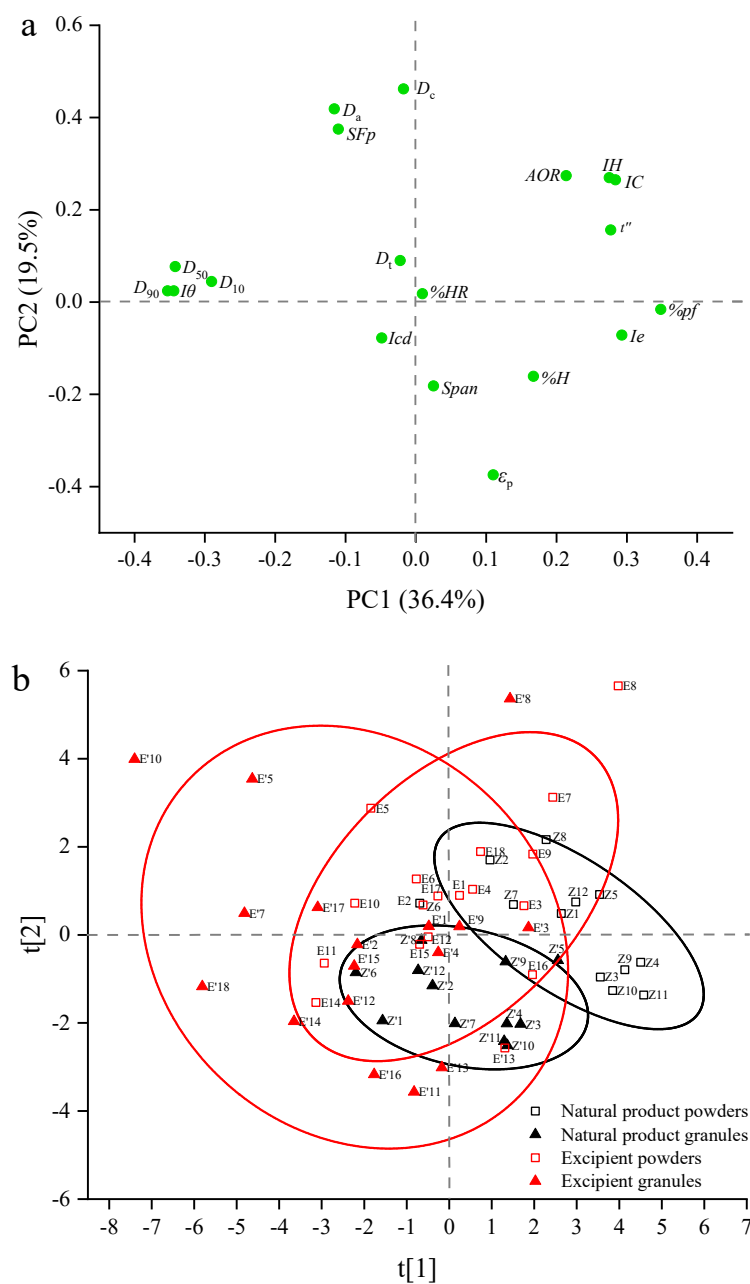 a
0.6
0.4
0.2
0.0
-0.2
-0.4
PC2 (19.5%)
-0.4 -0.3 -0.2 -0.1 0.0 0.1 0.2 0.3 0.4
PC1 (36.4%)
Dc
Da
SFp
AOR
IH
IC
t"
Dt
D50
D10
D90
Iθ
%HR
%pf
Icd
Ie
Span
%H
εp
b
6
4
2
0
-2
-4
-6
t[2]
-8 -7 -6 -5 -4 -3 -2 -1 0 1 2 3 4 5 6 7
t[1]
E8
E'8
E'10
E'5
E7
E5
Z8
E18
E9
Z2
E6
E17
E1
E4
Z12
Z5
E10
E2
Z6
Z7
E3
Z1
E'7
E'17
E'1
E'9
E'3
E'2
Z'8
E12
E15
E'4
E11
E'15
Z'6
Z'12
Z'2
Z'9
Z'5
E16
Z9
Z4
Z3
Z10
Z11
E'18
E14
E'12
E'14
Z'1
Z'7
Z'4
Z'3
Z'11
Z'10
E'13
E'13
E'16
E'11
Natural product powders
Natural product granules
Excipient powders
Excipient granules